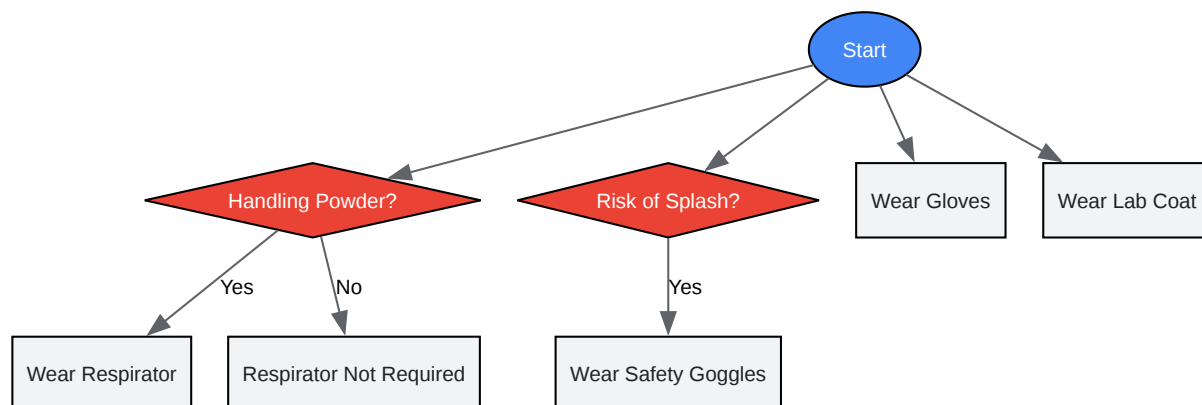 Start
Handling Powder?
Risk of Splash?
Wear Gloves
Wear Lab Coat
Yes
No
Yes
Wear Respirator
Respirator Not Required
Wear Safety Goggles